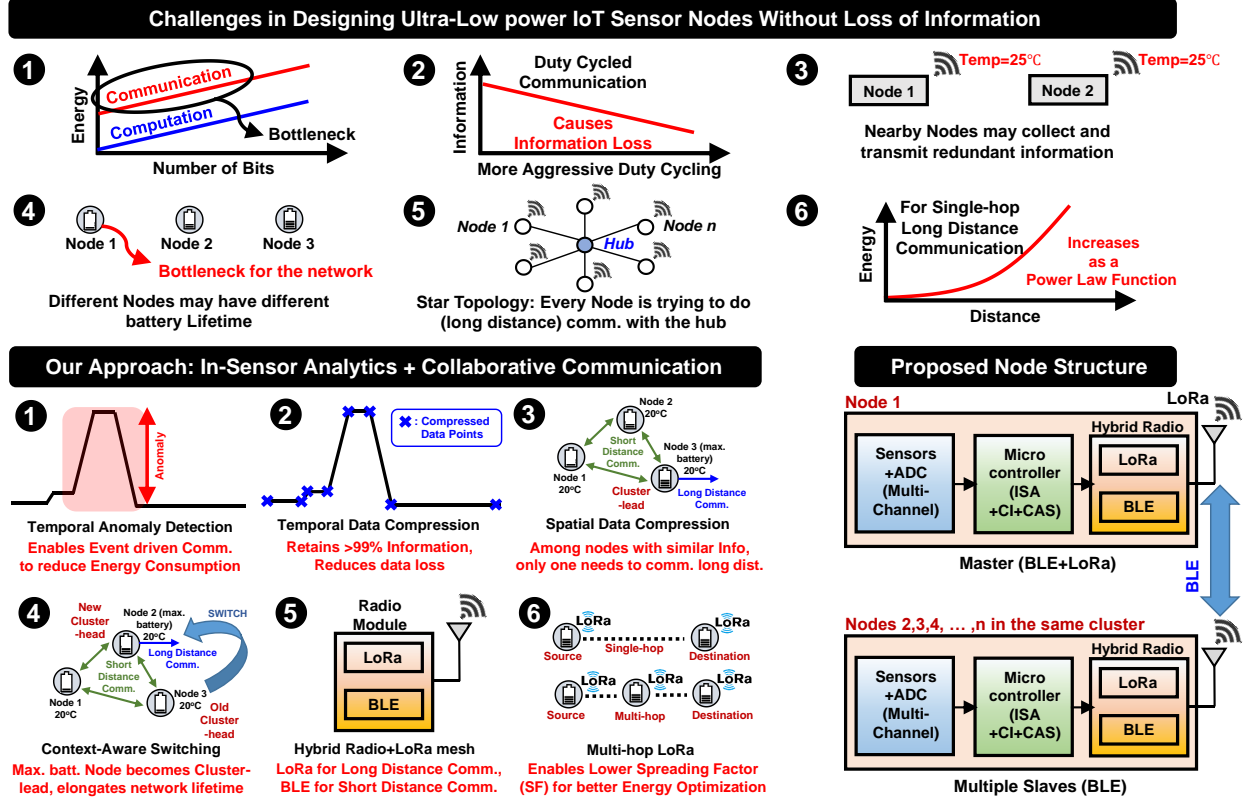 Challenges in Designing Ultra-Low power IoT Sensor Nodes Without Loss of Information
1
Energy
Communication
Computation
Bottleneck
Number of Bits
2
Information
Duty Cycled
Communication
Causes
Information Loss
More Aggressive Duty Cycling
3
Temp=25℃
Temp=25℃
Node 1
Node 2
Nearby Nodes may collect and
transmit redundant information
4
Node 1
Node 2
Node 3
Bottleneck for the network
Different Nodes may have different
battery Lifetime
5
Node 1
Node n
Hub
Star Topology: Every Node is trying to do
(long distance) comm. with the hub
6
Energy
For Single-hop
Long Distance
Communication
Increases
as a
Power Law Function
Distance
Our Approach: In-Sensor Analytics + Collaborative Communication
1
Anomaly
Temporal Anomaly Detection
Enables Event driven Comm.
to reduce Energy Consumption
2
: Compressed
Data Points
Temporal Data Compression
Retains >99% Information,
Reduces data loss
3
Node 2
20°C
Short
Distance
Comm.
Node 3 (max.
battery)
20°C
Node 1
20°C
Cluster
-lead
Long Distance
Comm.
Spatial Data Compression
Among nodes with similar Info,
only one needs to comm. long dist.
4
New
Cluster
-head
Node 2 (max.
battery)
20°C
SWITCH
Long Distance
Comm.
Short
Distance
Comm.
Node 1
20°C
Node 3
20°C
Old Cluster
-head
Context-Aware Switching
Max. batt. Node becomes Cluster-
lead, elongates network lifetime
5
Radio
Module
LoRa
BLE
Hybrid Radio+LoRa mesh
LoRa for Long Distance Comm.,
BLE for Short Distance Comm.
6
LoRa
LoRa
Source
Single-hop
Destination
LoRa
LoRa
LoRa
Source
Multi-hop
Destination
Multi-hop LoRa
Enables Lower Spreading Factor
(SF) for better Energy Optimization
Proposed Node Structure
Node 1
LoRa
Hybrid Radio
Sensors
+ADC
(Multi-
Channel)
Micro
controller
(ISA
+CI+CAS)
LoRa
BLE
Master (BLE+LoRa)
BLE
Nodes 2,3,4, … ,n in the same cluster
Hybrid Radio
Sensors
+ADC
(Multi-
Channel)
Micro
controller
(ISA
+CI+CAS)
LoRa
BLE
Multiple Slaves (BLE)